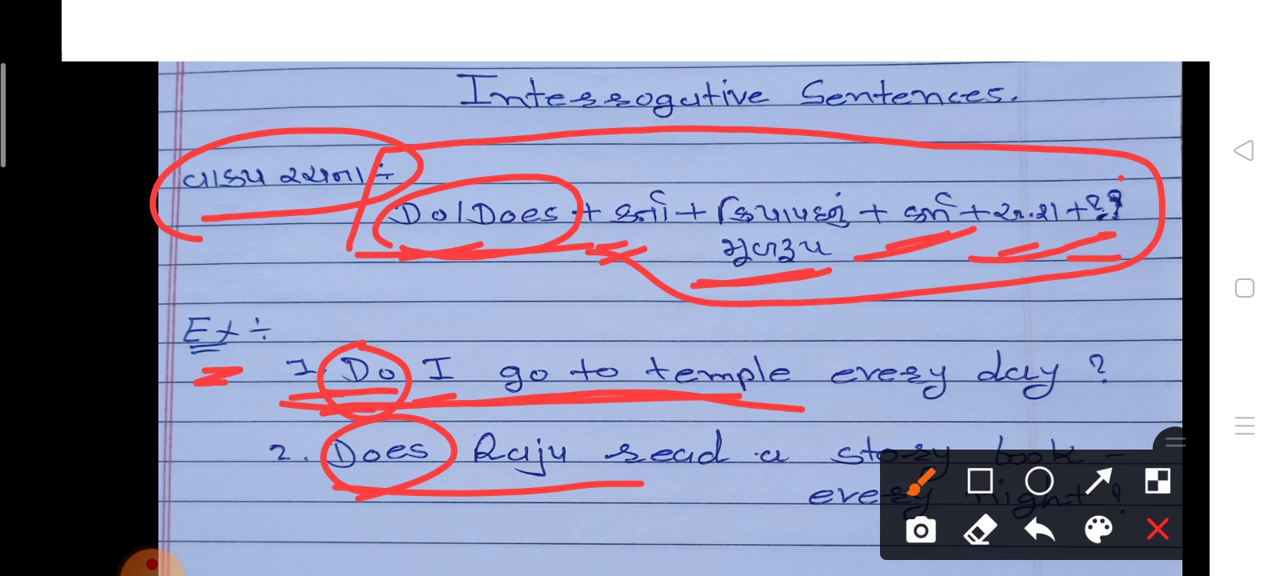 Interrogative Sentences.
વાક્ય રચના ÷
Do/Does + કર્તા + ક્રિયાપદનું + કર્મ + અ.શ + ??
મૂળરૂપ
Ex ÷
1. Do I go to temple every day ?
2. Does Raju read a story book -
every night ?